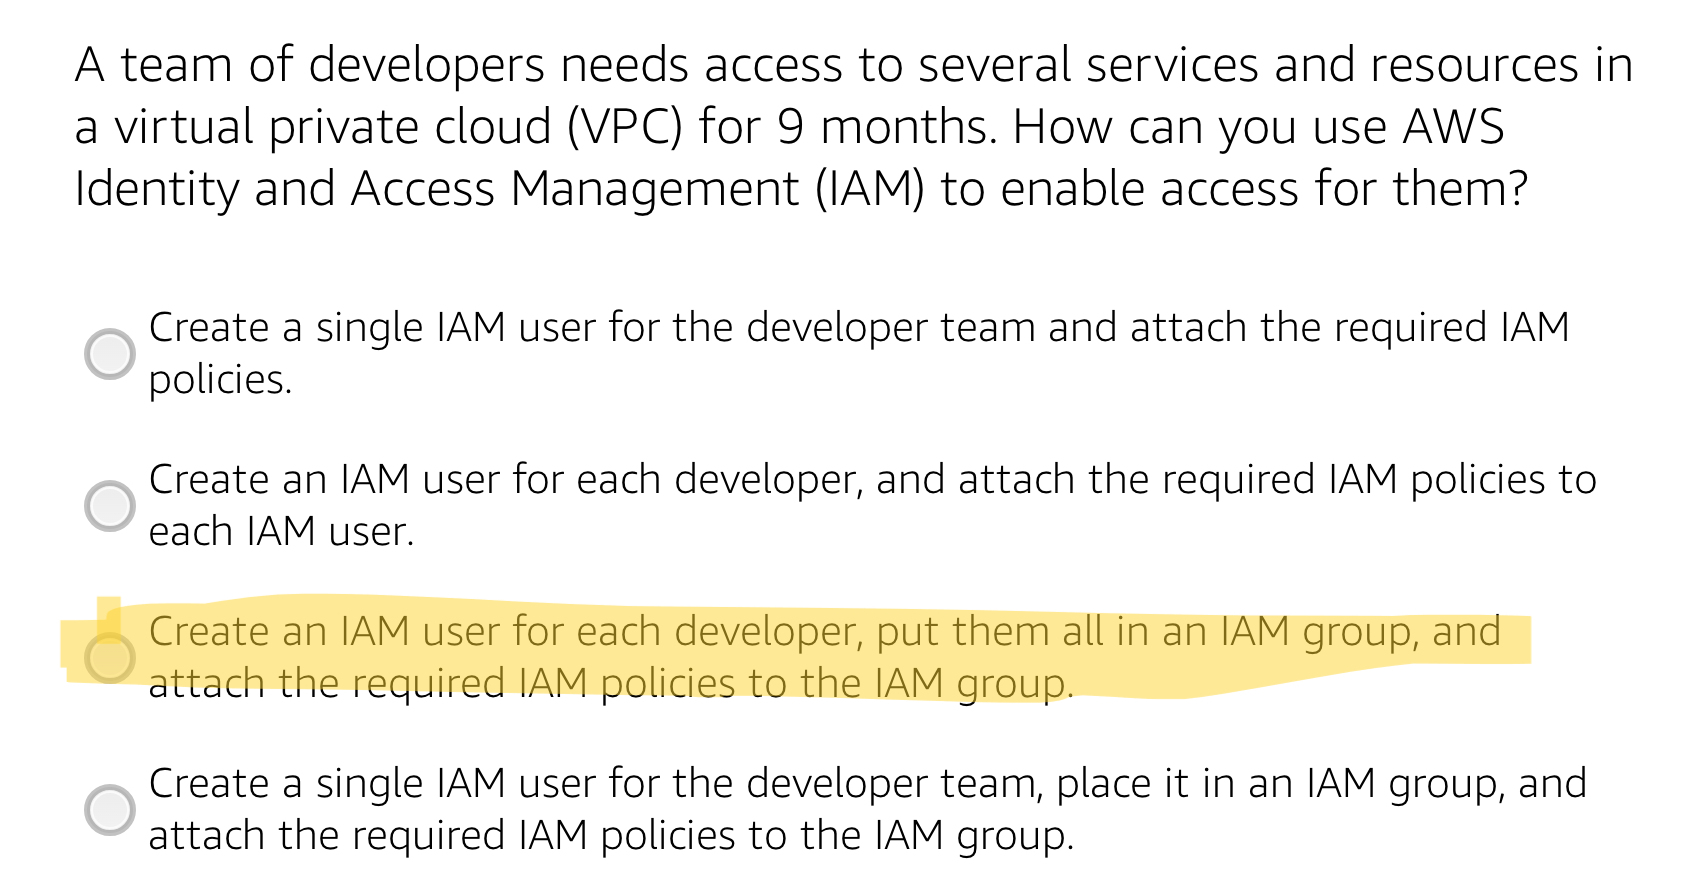 A team of developers needs access to several services and resources in
a virtual private cloud (VPC) for 9 months. How can you use AWS
Identity and Access Management (IAM) to enable access for them?
Create a single IAM user for the developer team and attach the required IAM
policies.
Create an IAM user for each developer, and attach the required IAM policies to
each IAM user.
Create an IAM user for each developer, put them all in an IAM group, and
attach the required IAM policies to the IAM group.
Create a single IAM user for the developer team, place it in an IAM group, and
attach the required IAM policies to the IAM group.